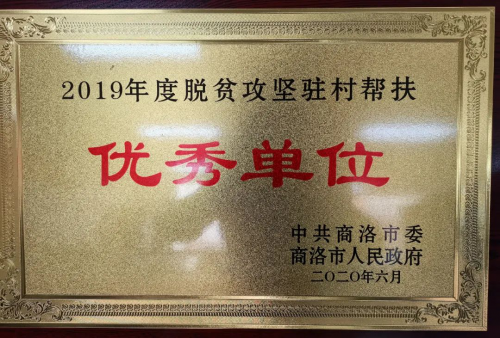 2019年度脱贫攻坚驻村帮扶
优秀单位
中共商洛市委
商洛市人民政府
二〇二〇年六月